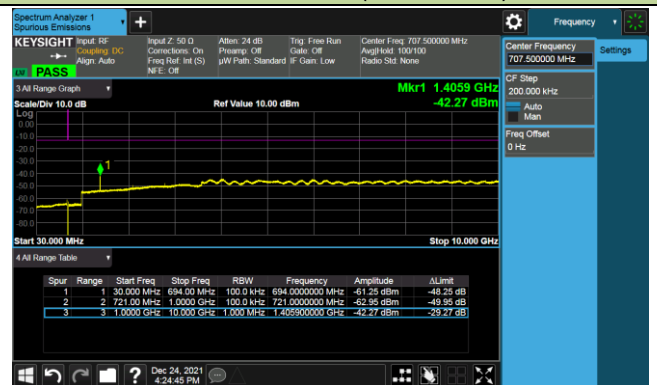 Spectrum Analyzer 1
Spurious Emissions
Frequency
KEYSIGHT
Input: RF
Coupling: DC
Align: Auto
Input Z: 50 Ω
Corrections: On
Freq Ref: Int (S)
NFE: Off
Atten: 24 dB
Preamp: Off
µW Path: Standard
Trig: Free Run
Gate: Off
IF Gain: Low
Center Freq: 707.500000 MHz
Avg|Hold: 100/100
Radio Std: None
PASS
Center Frequency
707.500000 MHz
Settings
CF Step
200.000 kHz
Auto
Man
Freq Offset
0 Hz
3 All Range Graph
Mkr1 1.4059 GHz
Scale/Div 10.0 dB
Ref Value 10.00 dBm
-42.27 dBm
Log
0.00
-10.0
-20.0
-30.0
-40.0
-50.0
-60.0
-70.0
-80.0
1
Start 30.000 MHz
Stop 10.000 GHz
4 All Range Table
Spur Range Start Freq Stop Freq RBW Frequency Amplitude ΔLimit
1 1 30.000 MHz 694.00 MHz 100.0 kHz 694.0000000 MHz -61.25 dBm -48.25 dB
2 2 721.00 MHz 1.0000 GHz 100.0 kHz 721.0000000 MHz -62.95 dBm -49.95 dB
3 3 1.0000 GHz 10.000 GHz 1.000 MHz 1.405900000 GHz -42.27 dBm -29.27 dB
Dec 24, 2021
4:24:45 PM